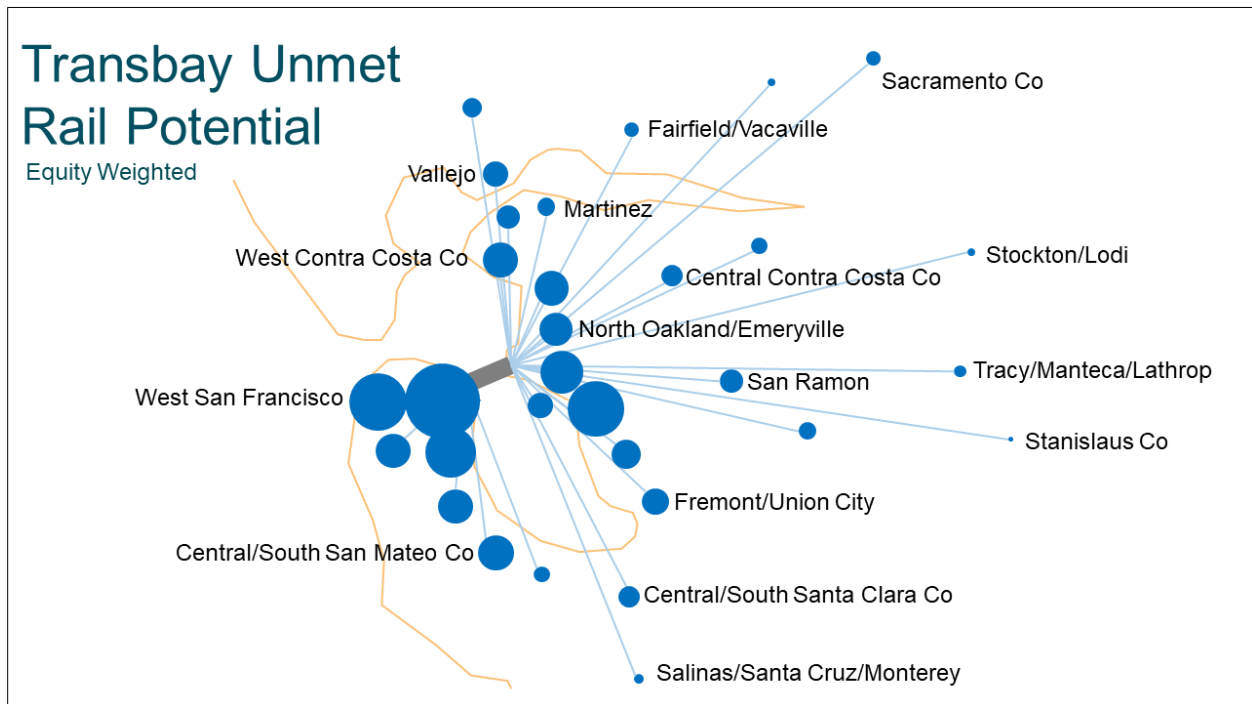 Transbay Unmet
Rail Potential
Equity Weighted
Sacramento Co
Fairfield/Vacaville
Vallejo
Martinez
West Contra Costa Co
Stockton/Lodi
Central Contra Costa Co
North Oakland/Emeryville
Tracy/Manteca/Lathrop
San Ramon
West San Francisco
Stanislaus Co
Fremont/Union City
Central/South San Mateo Co
Central/South Santa Clara Co
Salinas/Santa Cruz/Monterey